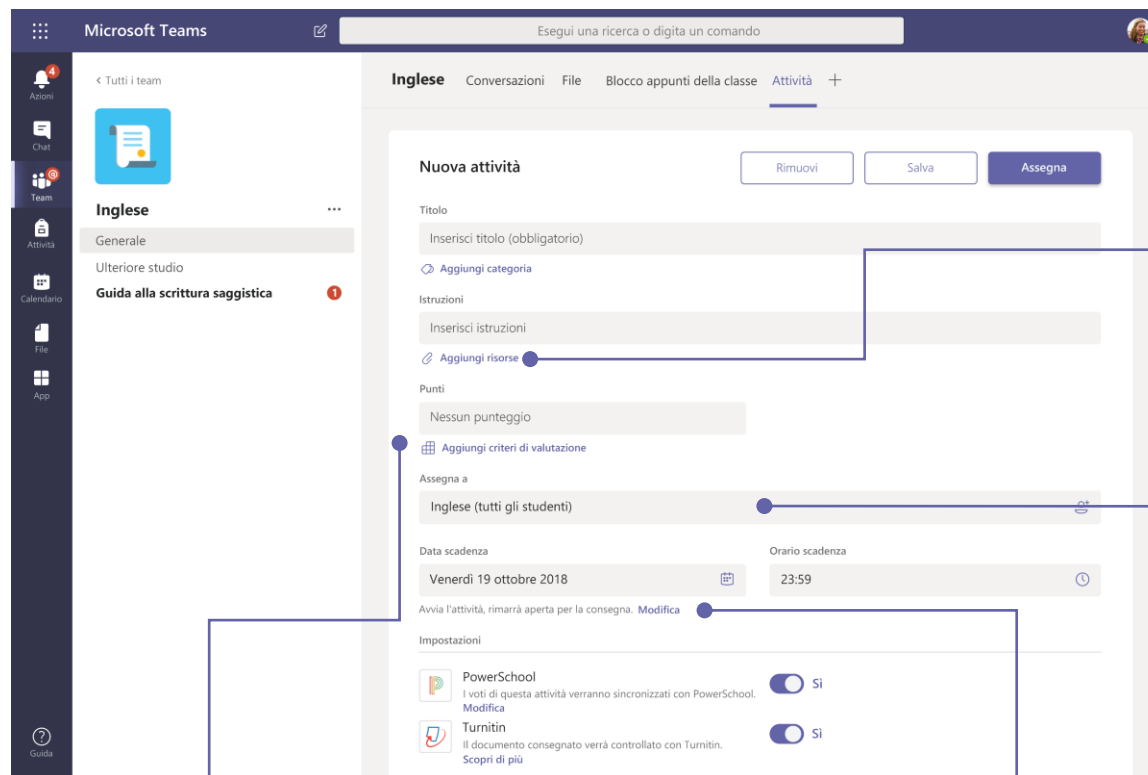 Microsoft Teams
Esegui una ricerca o digita un comando
4
Azioni
Chat
@
Team
Attività
Calendario
File
App
Guida
< Tutti i team
Inglese ...
Generale
Ulteriore studio
Guida alla scrittura saggistica 1
Inglese Conversazioni File Blocco appunti della classe Attività +
Nuova attività Rimuovi Salva Assegna
Titolo
Inserisci titolo (obbligatorio)
Aggiungi categoria
Istruzioni
Inserisci istruzioni
Aggiungi risorse
Punti
Nessun punteggio
Aggiungi criteri di valutazione
Assegna a
Inglese (tutti gli studenti)
Data scadenza Orario scadenza
Venerdì 19 ottobre 2018 23:59
Avvia l'attività, rimarrà aperta per la consegna. Modifica
Impostazioni
PowerSchool
I voti di questa attività verranno sincronizzati con PowerSchool. Sì
Modifica
Turnitin
Il documento consegnato verrà controllato con Turnitin. Sì
Scopri di più